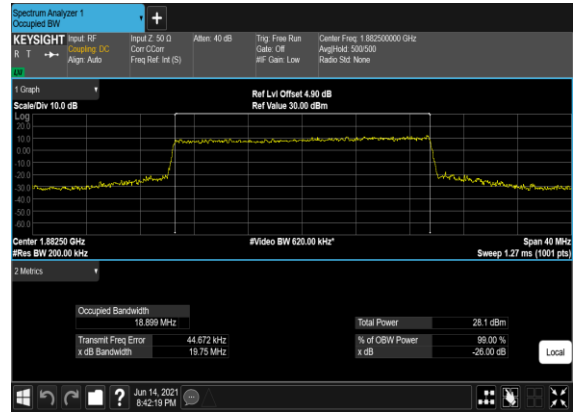 Spectrum Analyzer 1
Occupied BW
+
KEYSIGHT Input: RF Input Z: 50 Ω Atten: 40 dB Trig: Free Run Center Freq: 1.882500000 GHz
R T Coupling: DC Corr CCorr Gate: Off Avg|Hold: 500/500
Align: Auto Freq Ref: Int (S) #IF Gain: Low Radio Std: None
LW
1 Graph
Ref Lvl Offset 4.90 dB
Scale/Div 10.0 dB Ref Value 30.00 dBm
Log
20.0
10.0
0.00
-10.0
-20.0
-30.0
-40.0
-50.0
-60.0
Center 1.88250 GHz #Video BW 620.00 kHz* Span 40 MHz
#Res BW 200.00 kHz Sweep 1.27 ms (1001 pts)
2 Metrics
Occupied Bandwidth
18.899 MHz Total Power 28.1 dBm
Transmit Freq Error 44.672 kHz % of OBW Power 99.00 %
x dB Bandwidth 19.75 MHz x dB -26.00 dB
Local
? Jun 14, 2021
8:42:19 PM